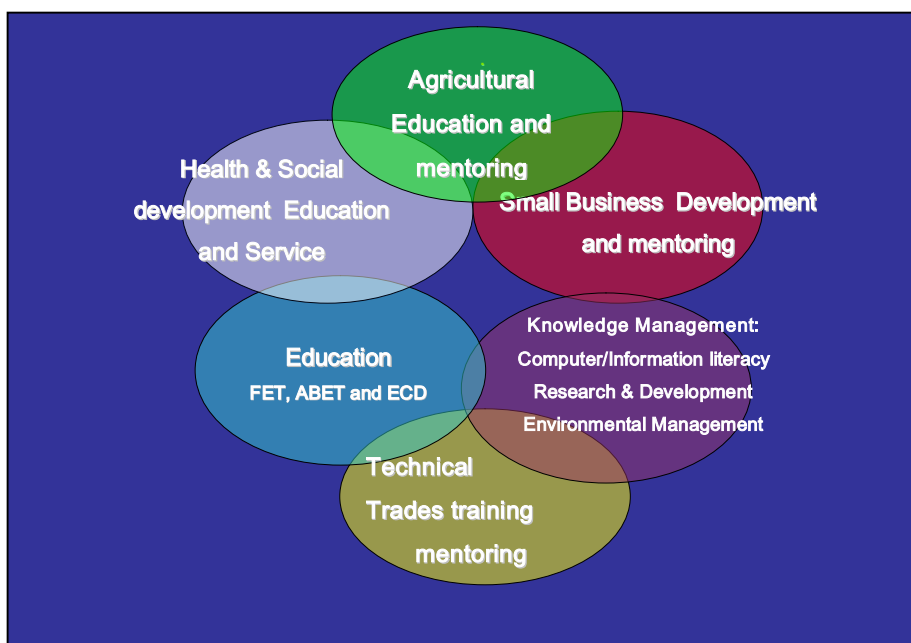 Agricultural
Education and
mentoring
Health & Social
development Education
and Service
Small Business Development
and mentoring
Education
FET, ABET and ECD
Knowledge Management:
Computer/Information literacy
Research & Development
Environmental Management
Technical
Trades training
mentoring